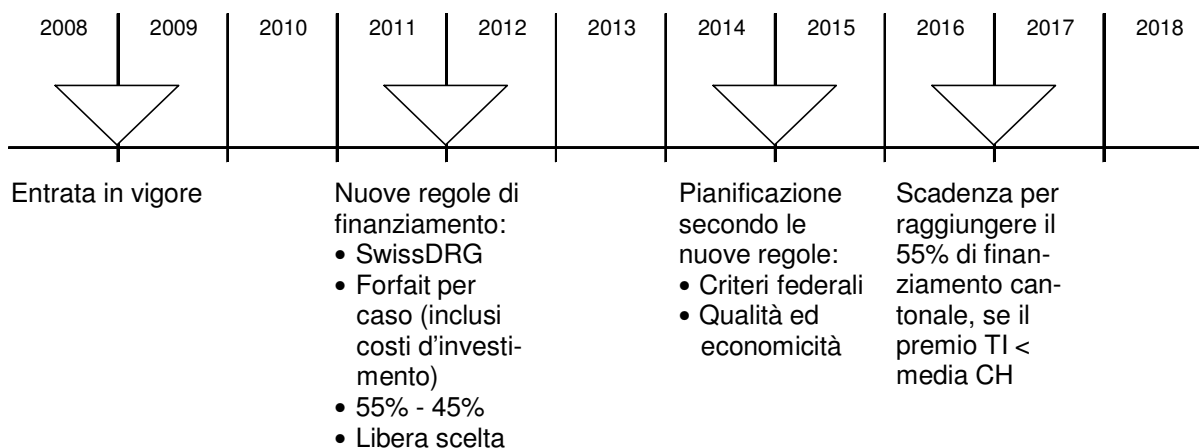 2008 2009 2010 2011 2012 2013 2014 2015 2016 2017 2018
Entrata in vigore
Nuove regole di
finanziamento:
• SwissDRG
• Forfait per
caso (inclusi
costi d'investi-
mento)
• 55% - 45%
• Libera scelta
Pianificazione
secondo le
nuove regole:
• Criteri federali
• Qualità ed
economicità
Scadenza per
raggiungere il
55% di finan-
ziamento can-
tonale, se il
premio TI <
media CH